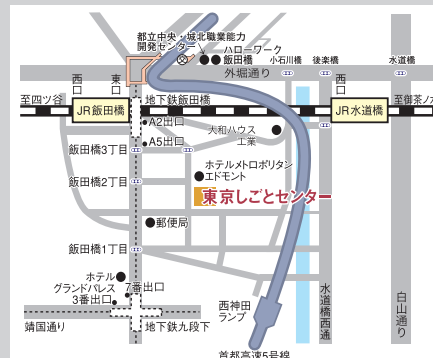 都立中央・城北職業能力
開発センター
ハローワーク
飯田橋
小石川橋
後楽橋
水道橋
外堀通り
西口
東口
西口
至四ツ谷
JR飯田橋
地下鉄飯田橋
JR水道橋
至御茶ノ水
A2出口
大和ハウス
工業
A5出口
飯田橋3丁目
ホテルメトロポリタン
エドモント
飯田橋2丁目
東京しごとセンター
郵便局
飯田橋1丁目
ホテル
グランドパレス
7番出口
3番出口
西神田
ランプ
水道橋西通
白山通り
靖国通り
地下鉄九段下
首都高速5号線